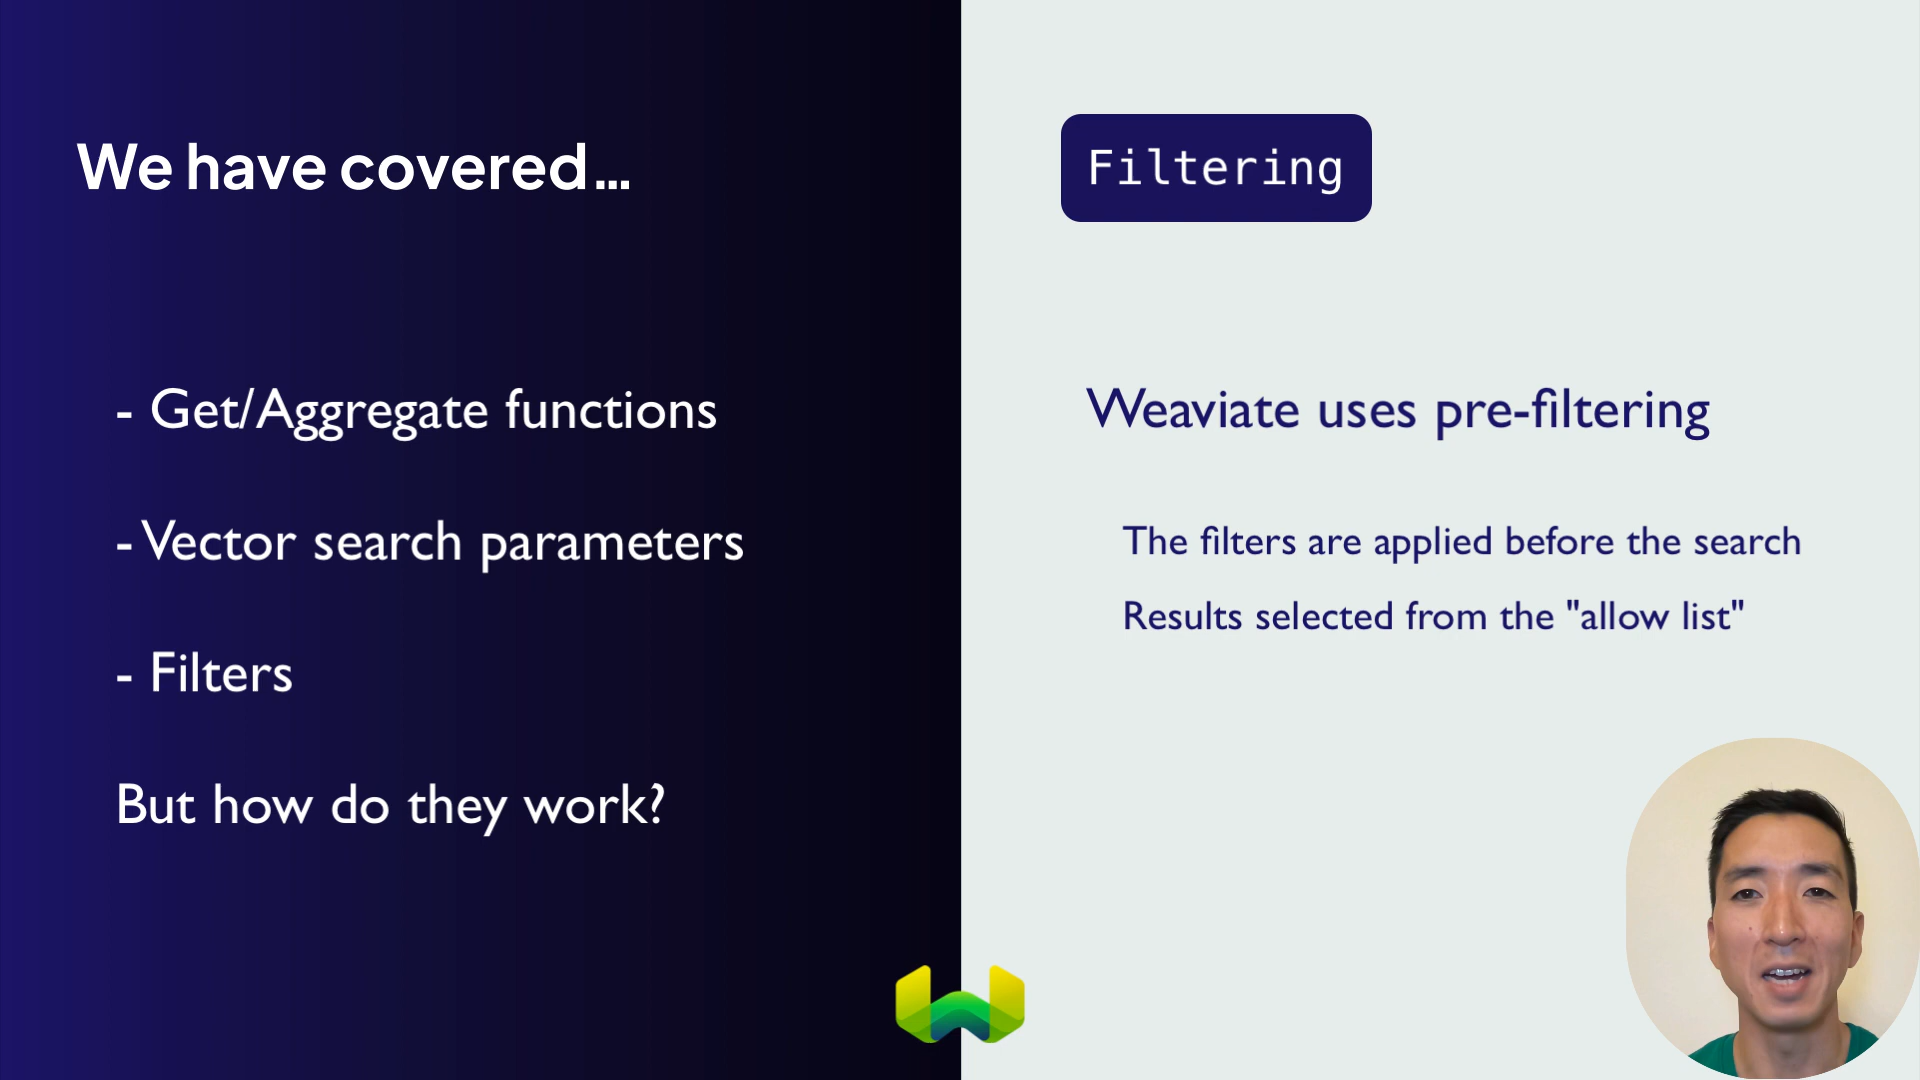 We have covered...
- Get/Aggregate functions
- Vector search parameters
- Filters
But how do they work?
Filtering
Weaviate uses pre-filtering
The filters are applied before the search
Results selected from the "allow list"